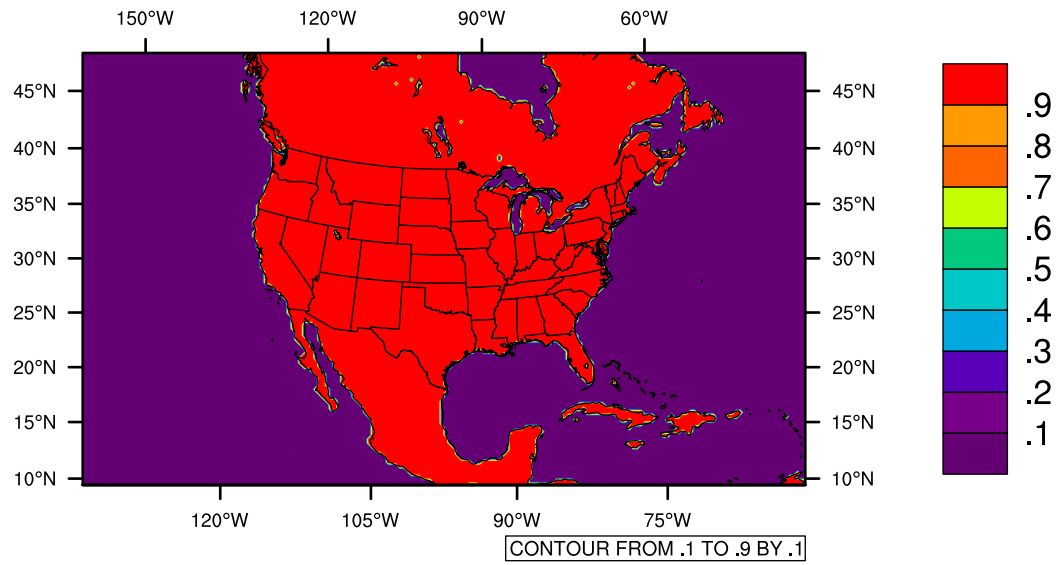 150°W 120°W 90°W 60°W
45°N 45°N
40°N 40°N
35°N 35°N
30°N 30°N
25°N 25°N
20°N 20°N
15°N 15°N
10°N 10°N
120°W 105°W 90°W 75°W
CONTOUR FROM .1 TO .9 BY .1
.9
.8
.7
.6
.5
.4
.3
.2
.1